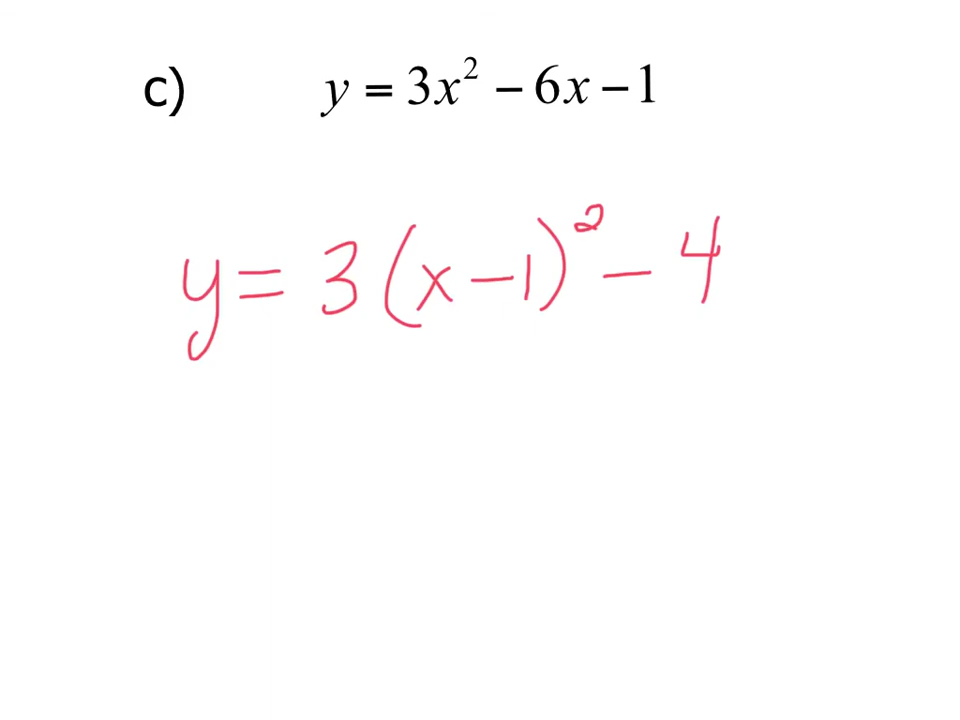 c) y = 3x² − 6x − 1
y = 3(x − 1)² − 4